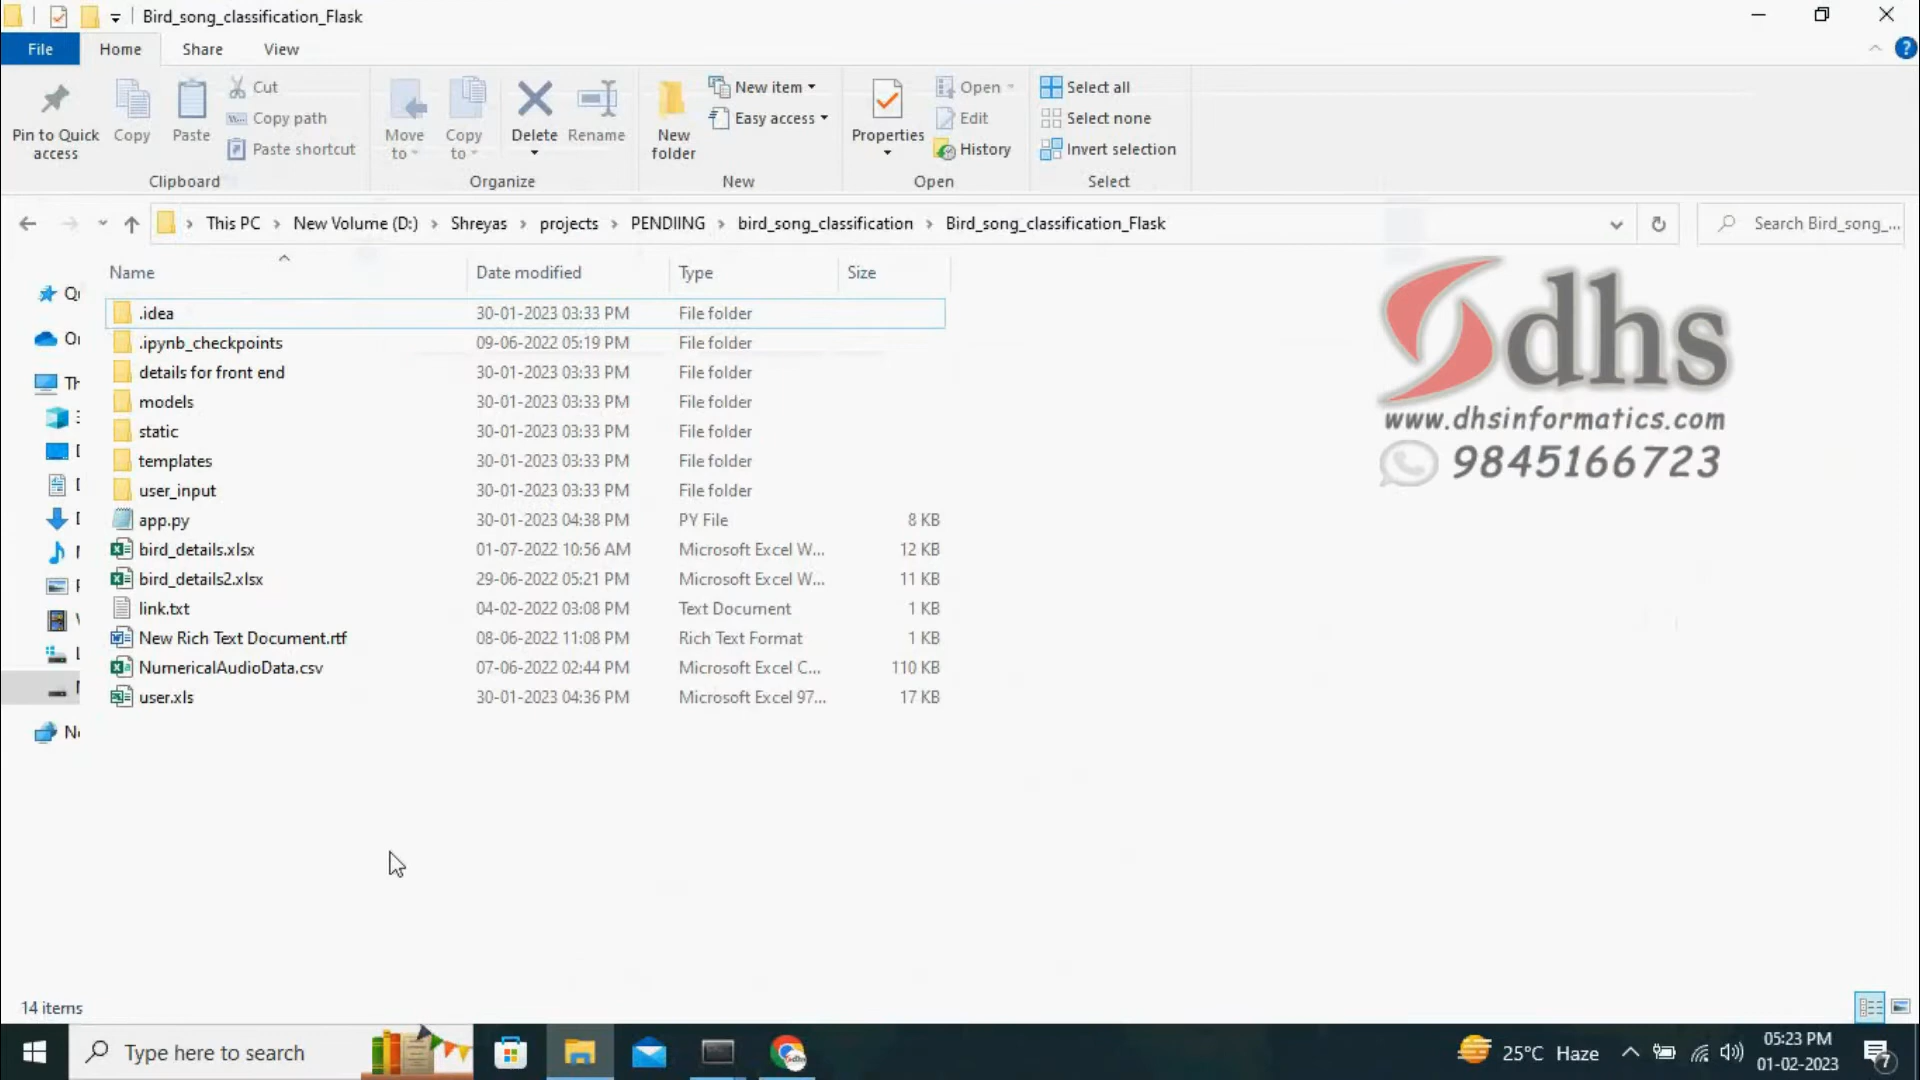 Bird_song_classification_Flask
File Home Share View
Pin to Quick access
Copy
Paste
Cut
Copy path
Paste shortcut
Clipboard
Move to
Copy to
Delete
Rename
Organize
New folder
New item
Easy access
New
Properties
Open
Edit
History
Open
Select all
Select none
Invert selection
Select
This PC › New Volume (D:) › Shreyas › projects › PENDIING › bird_song_classification › Bird_song_classification_Flask
Search Bird_song_...
Name Date modified Type Size
.idea 30-01-2023 03:33 PM File folder
.ipynb_checkpoints 09-06-2022 05:19 PM File folder
details for front end 30-01-2023 03:33 PM File folder
models 30-01-2023 03:33 PM File folder
static 30-01-2023 03:33 PM File folder
templates 30-01-2023 03:33 PM File folder
user_input 30-01-2023 03:33 PM File folder
app.py 30-01-2023 04:38 PM PY File 8 KB
bird_details.xlsx 01-07-2022 10:56 AM Microsoft Excel W... 12 KB
bird_details2.xlsx 29-06-2022 05:21 PM Microsoft Excel W... 11 KB
link.txt 04-02-2022 03:08 PM Text Document 1 KB
New Rich Text Document.rtf 08-06-2022 11:08 PM Rich Text Format 1 KB
NumericalAudioData.csv 07-06-2022 02:44 PM Microsoft Excel C... 110 KB
user.xls 30-01-2023 04:36 PM Microsoft Excel 97... 17 KB
dhs
www.dhsinformatics.com
9845166723
14 items
Type here to search
25°C Haze
05:23 PM
01-02-2023
7